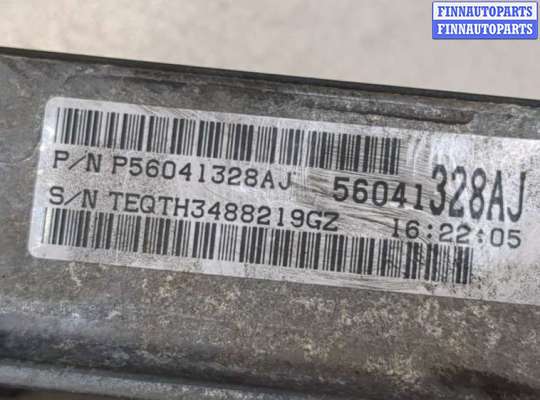 FINNAUTOPARTS
FINNAUTOPARTS
P/N P56041328AJ 56041328AJ
S/N TEQTH3488219GZ 16:22:05